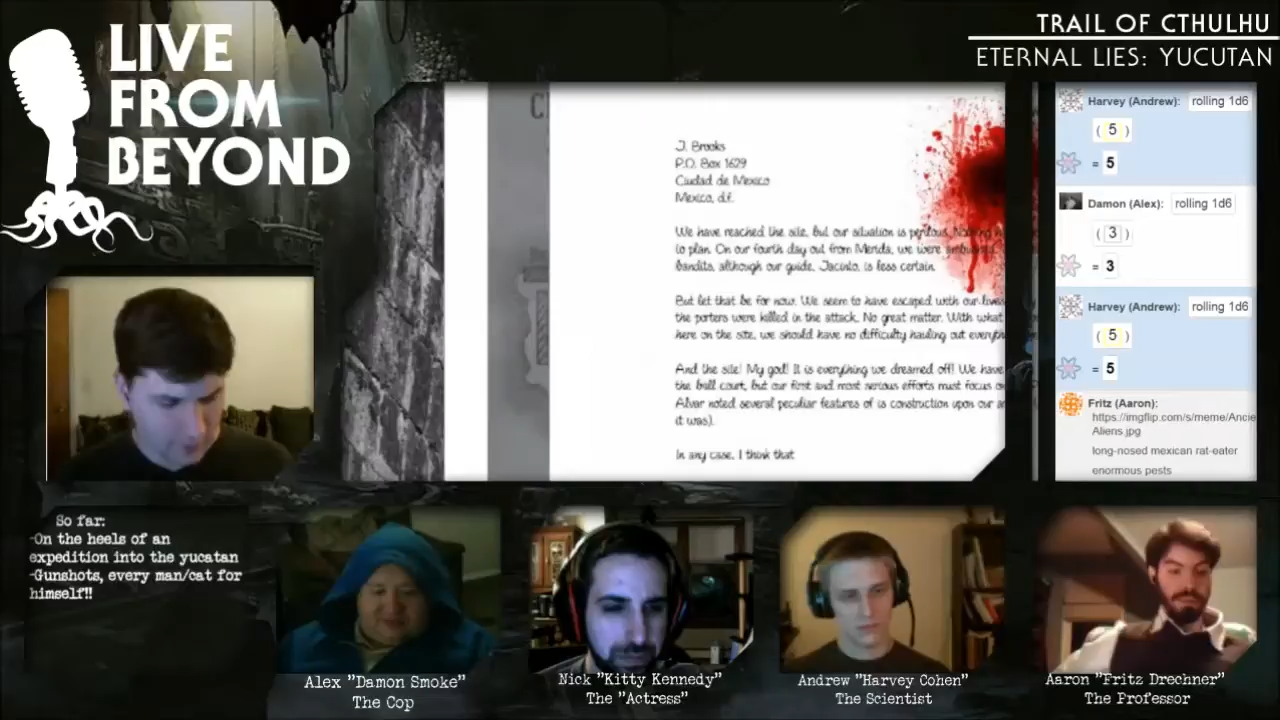 LIVE
FROM
BEYOND
TRAIL OF CTHULHU
ETERNAL LIES: YUCUTAN
J. Brooks
P.O. Box 1629
Ciudad de Mexico
Mexico, d.f.
We have reached the site, but our situation is perilous.
to plan. On our fourth day out from Merida, we were
bandits, although our guide, Jacinto, is less certain.
But let that be for now. We seem to have escaped with our lives
the porters were killed in the attack. No great matter. With what
here on the site, we should have no difficulty hauling out
And the site! My god! It is everything we dreamed off! We have
the ball court, but our first and most serious efforts must focus
Alvar noted several peculiar features of is construction upon our
it was).
In any case, I think that
Harvey (Andrew): rolling 1d6
( 5 )
= 5
Damon (Alex): rolling 1d6
( 3 )
= 3
Harvey (Andrew): rolling 1d6
( 5 )
= 5
Fritz (Aaron):
https://imgflip.com/s/meme/Ancie
Aliens.jpg
long-nosed mexican rat-eater
enormous pests
So far:
-On the heels of an
expedition into the yucatan
-Gunshots, every man/cat for
himself!!
Alex "Damon Smoke"
The Cop
Nick "Kitty Kennedy"
The "Actress"
Andrew "Harvey Cohen"
The Scientist
Aaron "Fritz Drechner"
The Professor